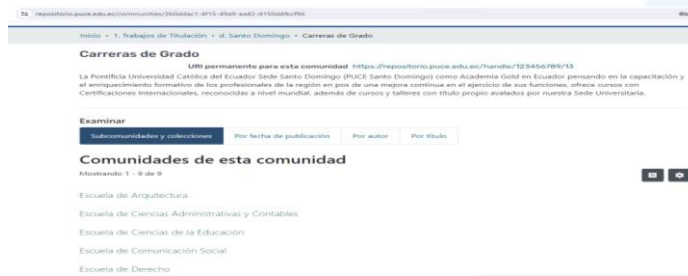 repositorio.puce.edu.ec/communities/
Inicio • 1. Trabajos de Titulación • d. Santo Domingo • Carreras de Grado
Carreras de Grado
URI permanente para esta comunidad https://repositorio.puce.edu.ec/handle/123456789/13
La Pontificia Universidad Católica del Ecuador Sede Santo Domingo (PUCE Santo Domingo) como Academia Gold en Ecuador pensando en la capacitación y
el enriquecimiento formativo de los profesionales de la región en pos de una mejora continua en el ejercicio de sus funciones, ofrece cursos con
Certificaciones Internacionales, reconocidas a nivel mundial, además de cursos y talleres con título propio avalados por nuestra Sede Universitaria.
Examinar
Subcomunidades y colecciones Por fecha de publicación Por autor Por título
Comunidades de esta comunidad
Mostrando 1 - 9 de 9
Escuela de Arquitectura
Escuela de Ciencias Administrativas y Contables
Escuela de Ciencias de la Educación
Escuela de Comunicación Social
Escuela de Derecho